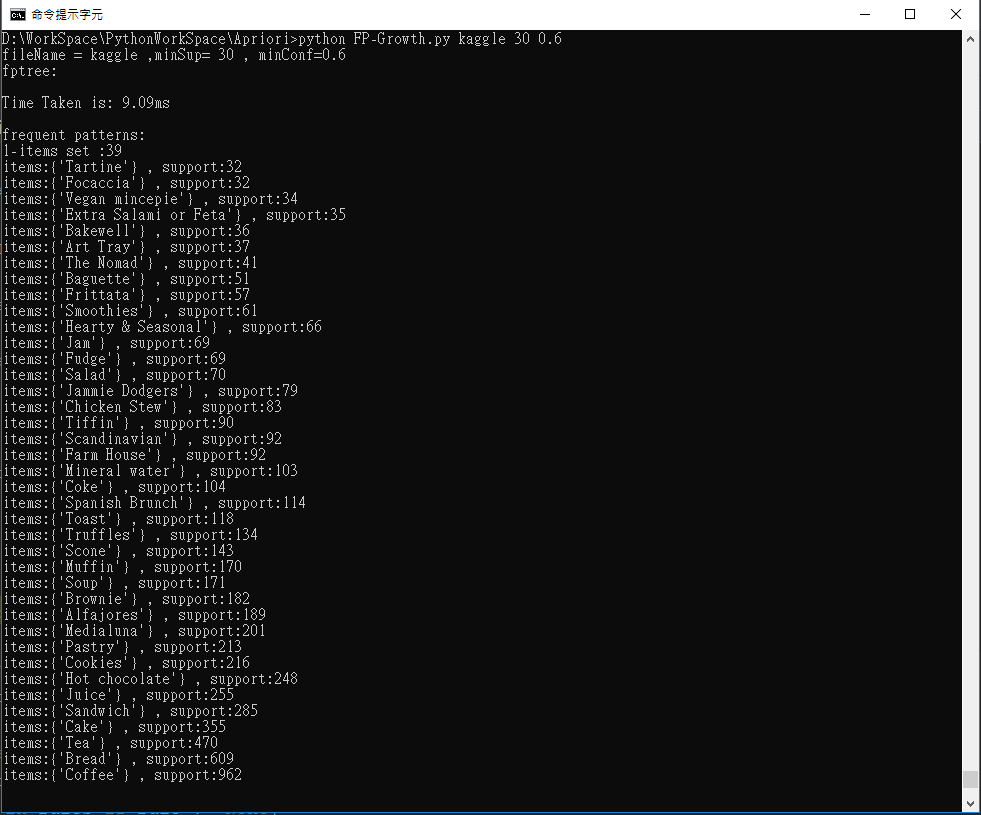 命令提示字元
D:\WorkSpace\PythonWorkSpace\Apriori>python FP-Growth.py kaggle 30 0.6
fileName = kaggle ,minSup= 30 , minConf=0.6
fptree:
Time Taken is: 9.09ms
frequent patterns:
1-items set :39
items:{'Tartine'} , support:32
items:{'Focaccia'} , support:32
items:{'Vegan mincepie'} , support:34
items:{'Extra Salami or Feta'} , support:35
items:{'Bakewell'} , support:36
items:{'Art Tray'} , support:37
items:{'The Nomad'} , support:41
items:{'Baguette'} , support:51
items:{'Frittata'} , support:57
items:{'Smoothies'} , support:61
items:{'Hearty & Seasonal'} , support:66
items:{'Jam'} , support:69
items:{'Fudge'} , support:69
items:{'Salad'} , support:70
items:{'Jammie Dodgers'} , support:79
items:{'Chicken Stew'} , support:83
items:{'Tiffin'} , support:90
items:{'Scandinavian'} , support:92
items:{'Farm House'} , support:92
items:{'Mineral water'} , support:103
items:{'Coke'} , support:104
items:{'Spanish Brunch'} , support:114
items:{'Toast'} , support:118
items:{'Truffles'} , support:134
items:{'Scone'} , support:143
items:{'Muffin'} , support:170
items:{'Soup'} , support:171
items:{'Brownie'} , support:182
items:{'Alfajores'} , support:189
items:{'Medialuna'} , support:201
items:{'Pastry'} , support:213
items:{'Cookies'} , support:216
items:{'Hot chocolate'} , support:248
items:{'Juice'} , support:255
items:{'Sandwich'} , support:285
items:{'Cake'} , support:355
items:{'Tea'} , support:470
items:{'Bread'} , support:609
items:{'Coffee'} , support:962